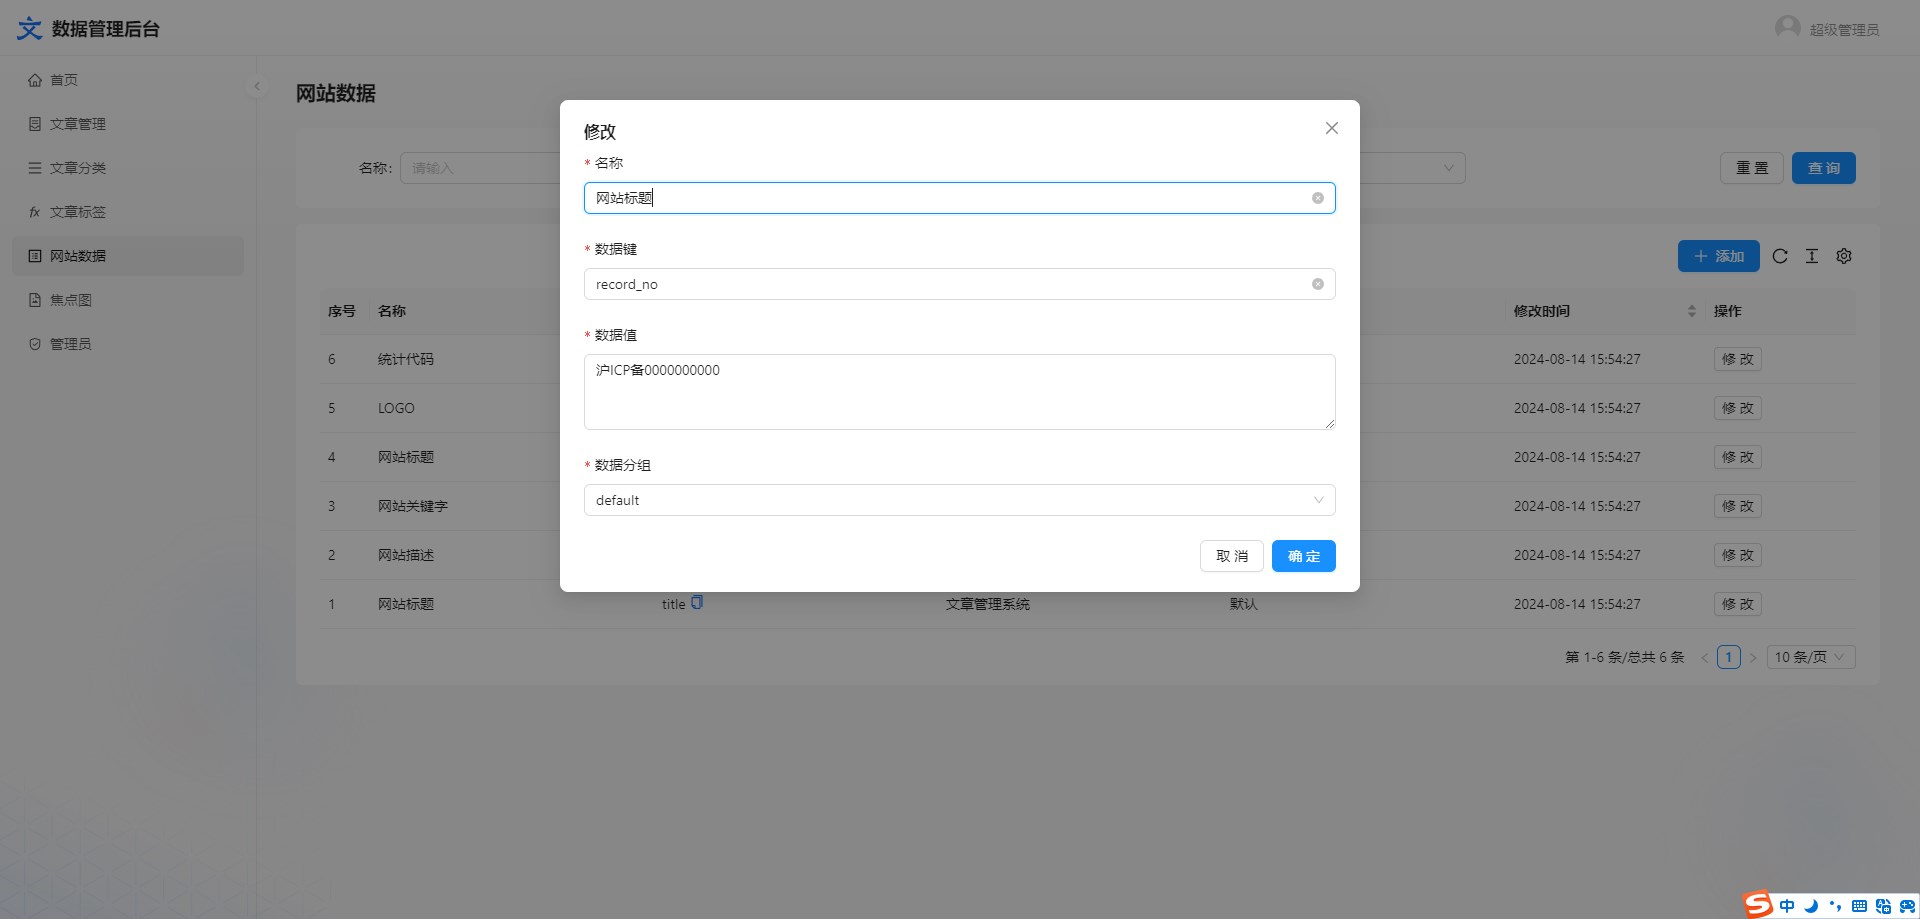 数据管理后台
超级管理员
首页
文章管理
文章分类
文章标签
网站数据
焦点图
管理员
网站数据
名称: 请输入
重 置
查 询
添加
序号 名称 修改时间 操作
6 统计代码 2024-08-14 15:54:27 修 改
5 LOGO 2024-08-14 15:54:27 修 改
4 网站标题 2024-08-14 15:54:27 修 改
3 网站关键字 2024-08-14 15:54:27 修 改
2 网站描述 2024-08-14 15:54:27 修 改
1 网站标题 title 文章管理系统 默认 2024-08-14 15:54:27 修 改
第 1-6 条/总共 6 条 1 10 条/页
修改
* 名称
网站标题
* 数据键
record_no
* 数据值
沪ICP备0000000000
* 数据分组
default
取 消
确 定
中